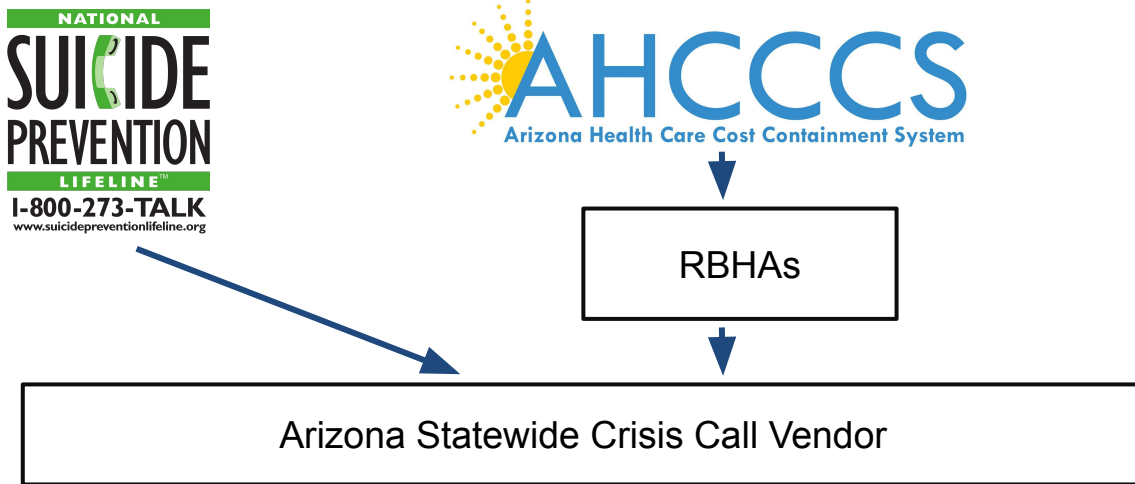 NATIONAL
SUICIDE
PREVENTION
LIFELINE™
1-800-273-TALK
www.suicidepreventionlifeline.org
AHCCCS
Arizona Health Care Cost Containment System
RBHAs
Arizona Statewide Crisis Call Vendor